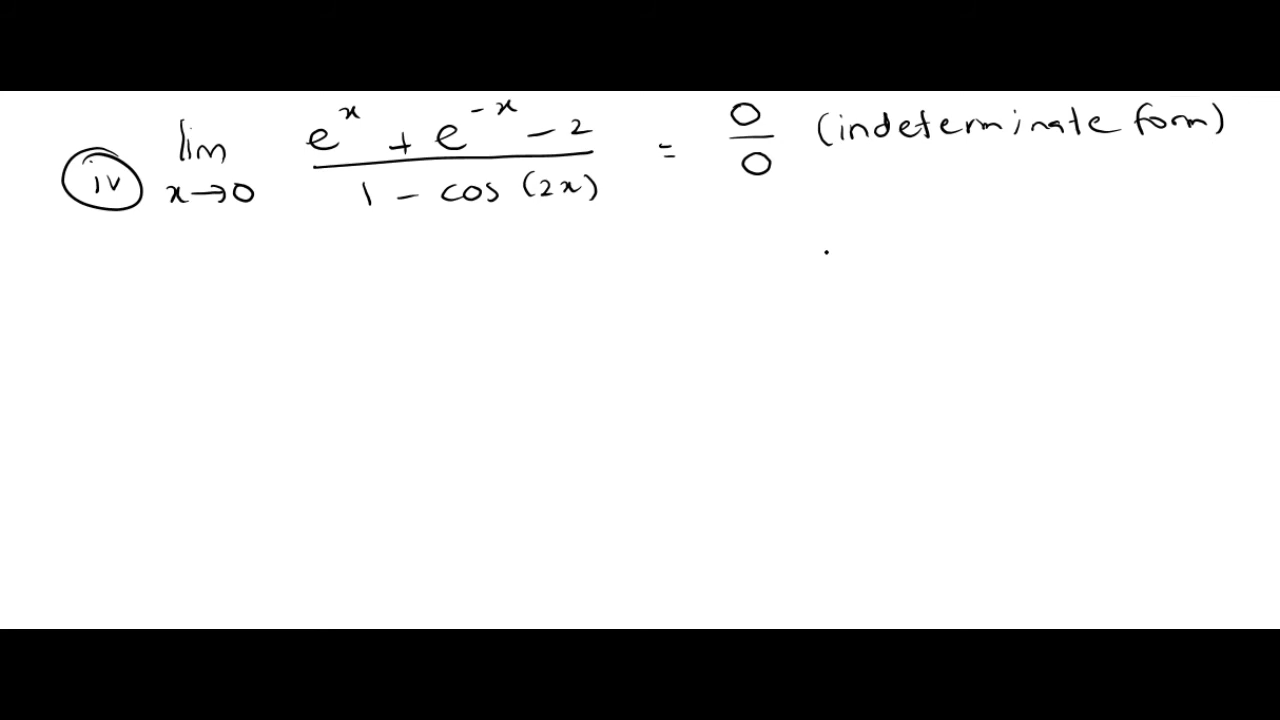 iv lim x→0 (e^x + e^-x - 2) / (1 - cos (2x)) = 0/0 (indeterminate form)